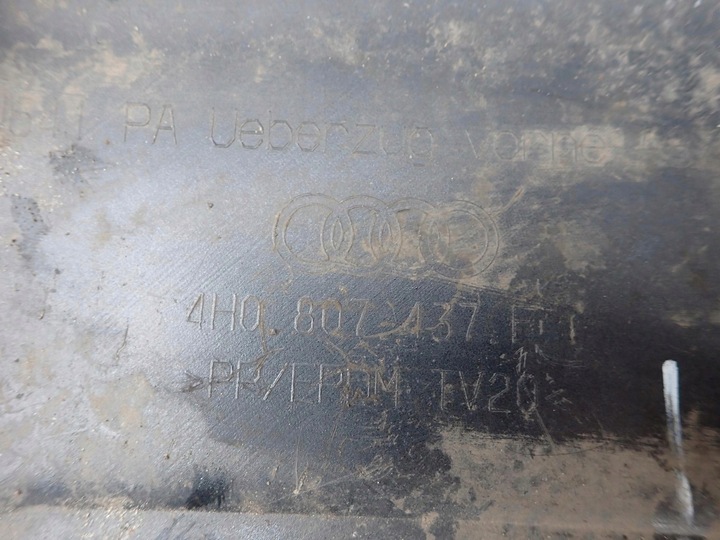 PA Ueberzug vorne
4H0 807 437
>PP/EPDM TV20<